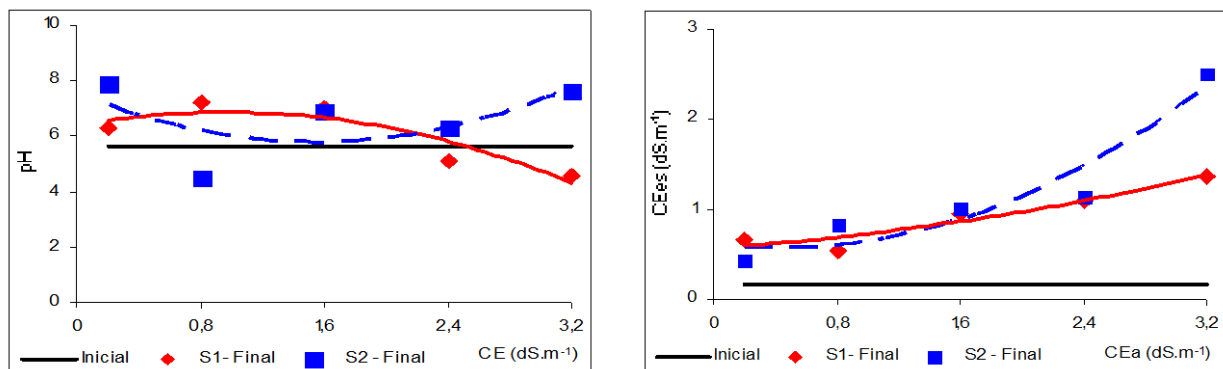 10
8
6
4
2
0
pH
0
0,8
1,6
2,4
3,2
Inicial
S1- Final
S2 - Final
CE (dS.m-1)
3
2
1
0
CEes (dS.m-1)
0
0,8
1,6
2,4
3,2
Inicial
S1- Final
S2 - Final
CEa (dS.m-1)